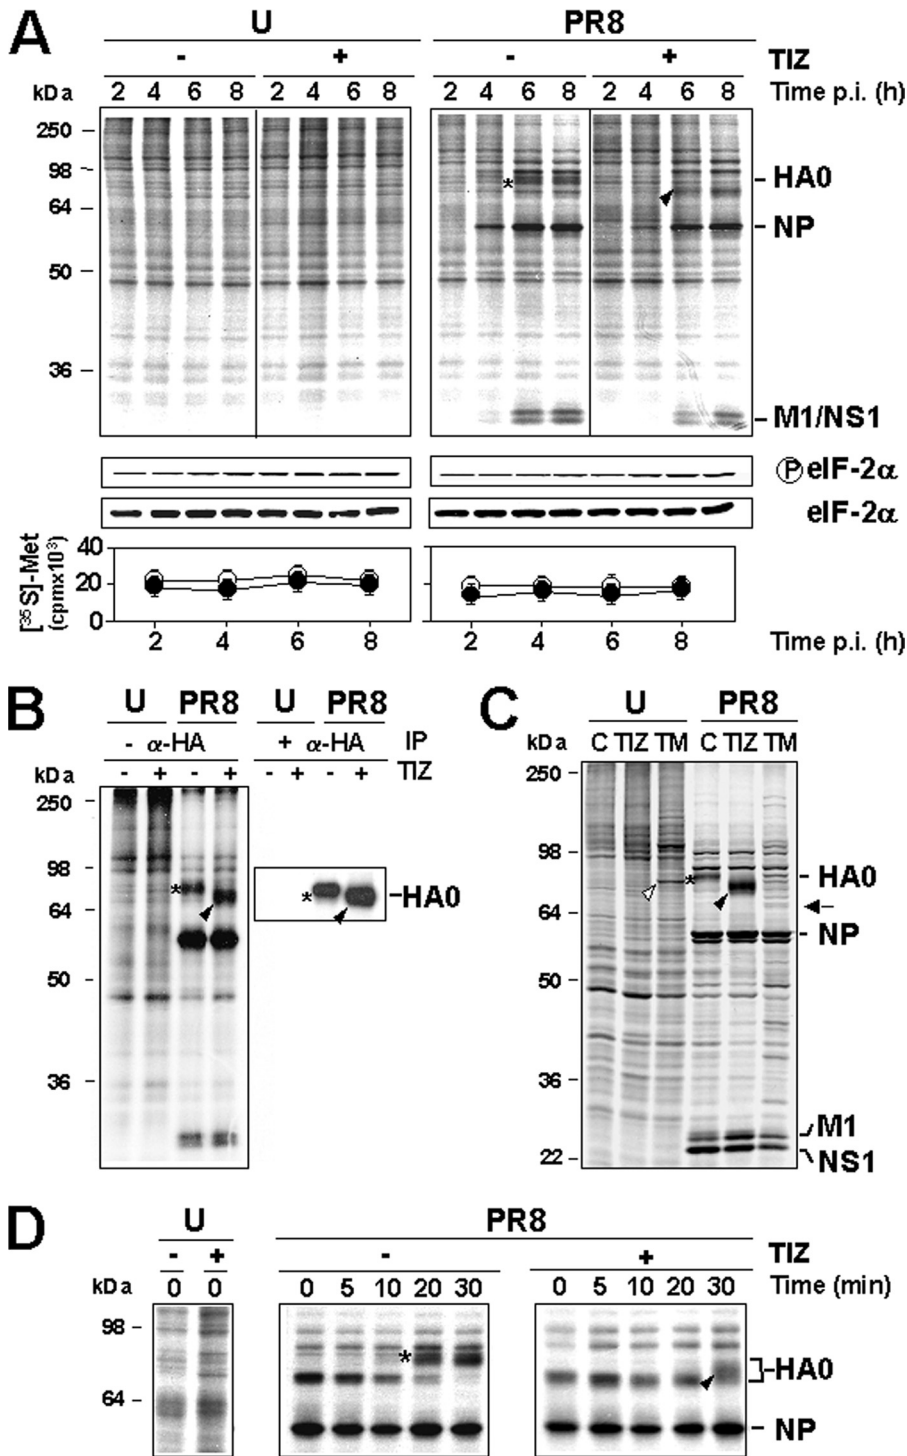 A
U PR8
- + - + TIZ
kDa 2 4 6 8 2 4 6 8 2 4 6 8 2 4 6 8 Time p.i. (h)
250
98
* HA0
64
NP
50
36
M1/NS1
P eIF-2α
eIF-2α
[35S]-Met
(cpmx10³)
40
20
0
2 4 6 8 2 4 6 8 Time p.i. (h)
B
U PR8 U PR8
- α-HA + α-HA IP
kDa - + - + - + - + TIZ
250
98
* * HA0
64
50
36
C
U PR8
kDa C TIZ TM C TIZ TM
250
98
* HA0
64
NP
50
36
M1
22 NS1
D
U PR8
- + - + TIZ
kDa 0 0 0 5 10 20 30 0 5 10 20 30 Time (min)
98
* HA0
64
NP